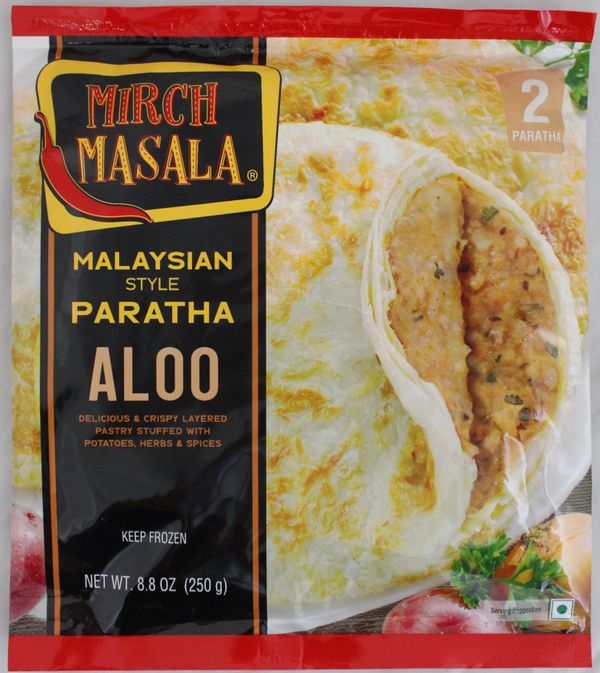 MIRCH
MASALA®
2
PARATHA
MALAYSIAN
STYLE
PARATHA
ALOO
DELICIOUS & CRISPY LAYERED
PASTRY STUFFED WITH
POTATOES, HERBS & SPICES
KEEP FROZEN
NET WT. 8.8 OZ (250 g)
Serving Suggestion